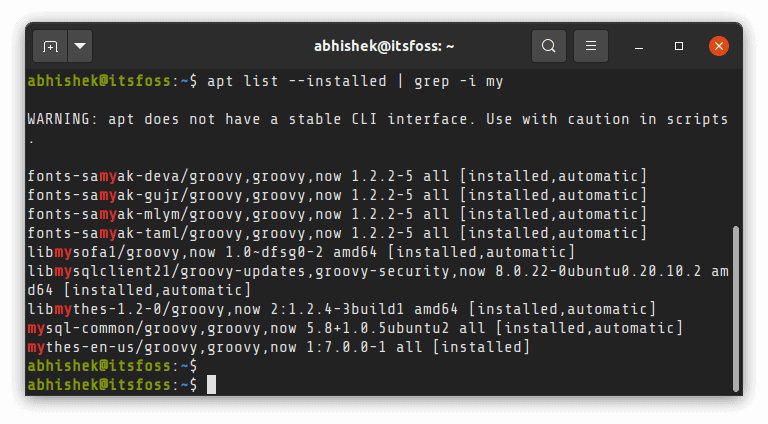 abhishek@itsfoss: ~
abhishek@itsfoss:~$ apt list --installed | grep -i my
WARNING: apt does not have a stable CLI interface. Use with caution in scripts
.
fonts-samyak-deva/groovy,groovy,now 1.2.2-5 all [installed,automatic]
fonts-samyak-gujr/groovy,groovy,now 1.2.2-5 all [installed,automatic]
fonts-samyak-mlym/groovy,groovy,now 1.2.2-5 all [installed,automatic]
fonts-samyak-taml/groovy,groovy,now 1.2.2-5 all [installed,automatic]
libmysofa1/groovy,now 1.0~dfsg0-2 amd64 [installed,automatic]
libmysqlclient21/groovy-updates,groovy-security,now 8.0.22-0ubuntu0.20.10.2 am
d64 [installed,automatic]
libmythes-1.2-0/groovy,now 2:1.2.4-3build1 amd64 [installed,automatic]
mysql-common/groovy,groovy,now 5.8+1.0.5ubuntu2 all [installed,automatic]
mythes-en-us/groovy,groovy,now 1:7.0.0-1 all [installed]
abhishek@itsfoss:~$
abhishek@itsfoss:~$